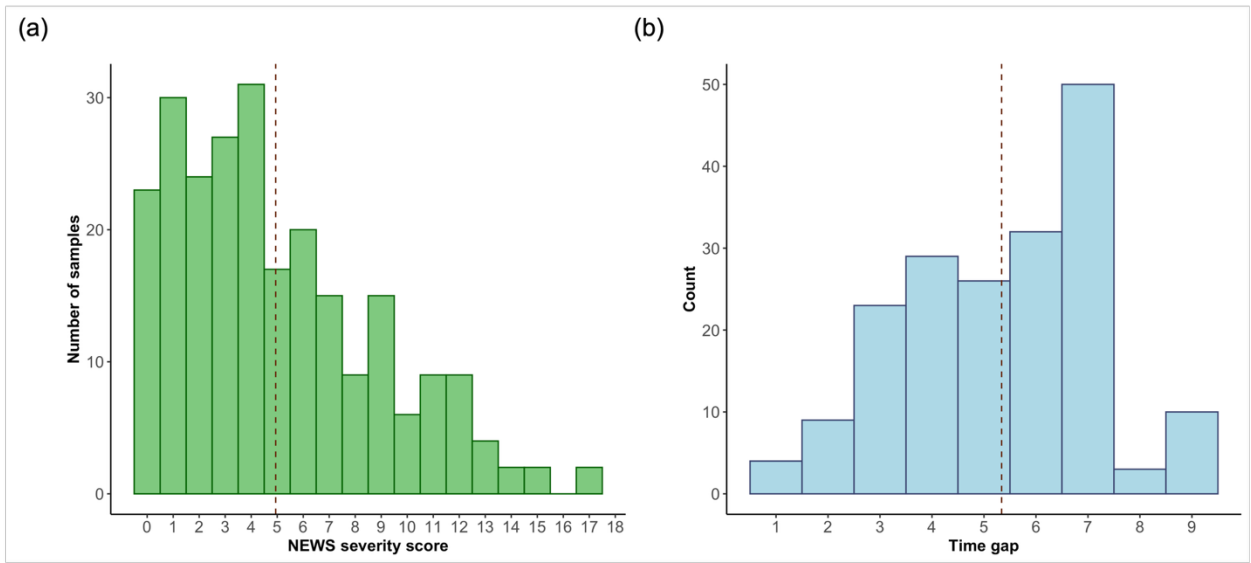 (a)
Number of samples
30
20
10
0
0 1 2 3 4 5 6 7 8 9 10 11 12 13 14 15 16 17 18
NEWS severity score
(b)
Count
50
40
30
20
10
0
1 2 3 4 5 6 7 8 9
Time gap